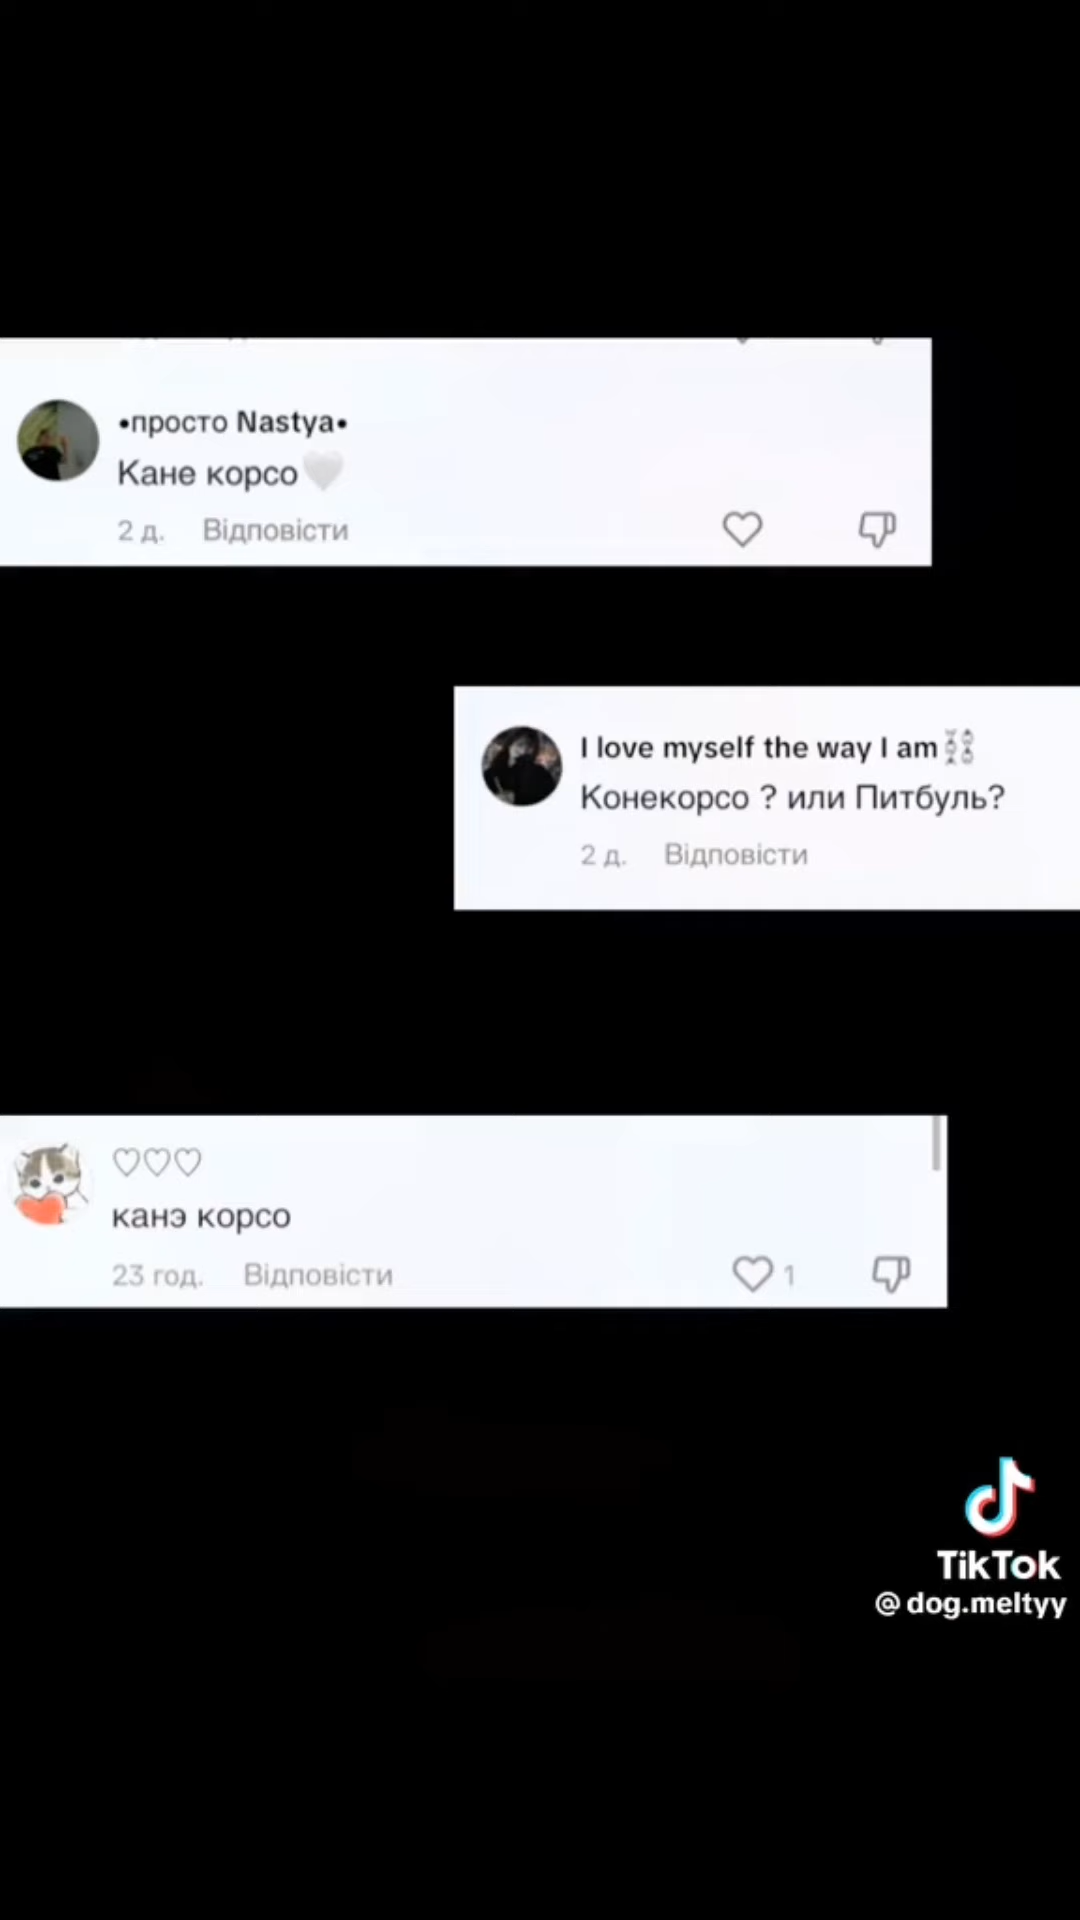 •просто Nastya•
Кане корсо🤍
2 д. Відповісти
I love myself the way I am
Конекорсо ? или Питбуль?
2 д. Відповісти
♡♡♡
канэ корсо
23 год. Відповісти
1
TikTok
@dog.meltyy